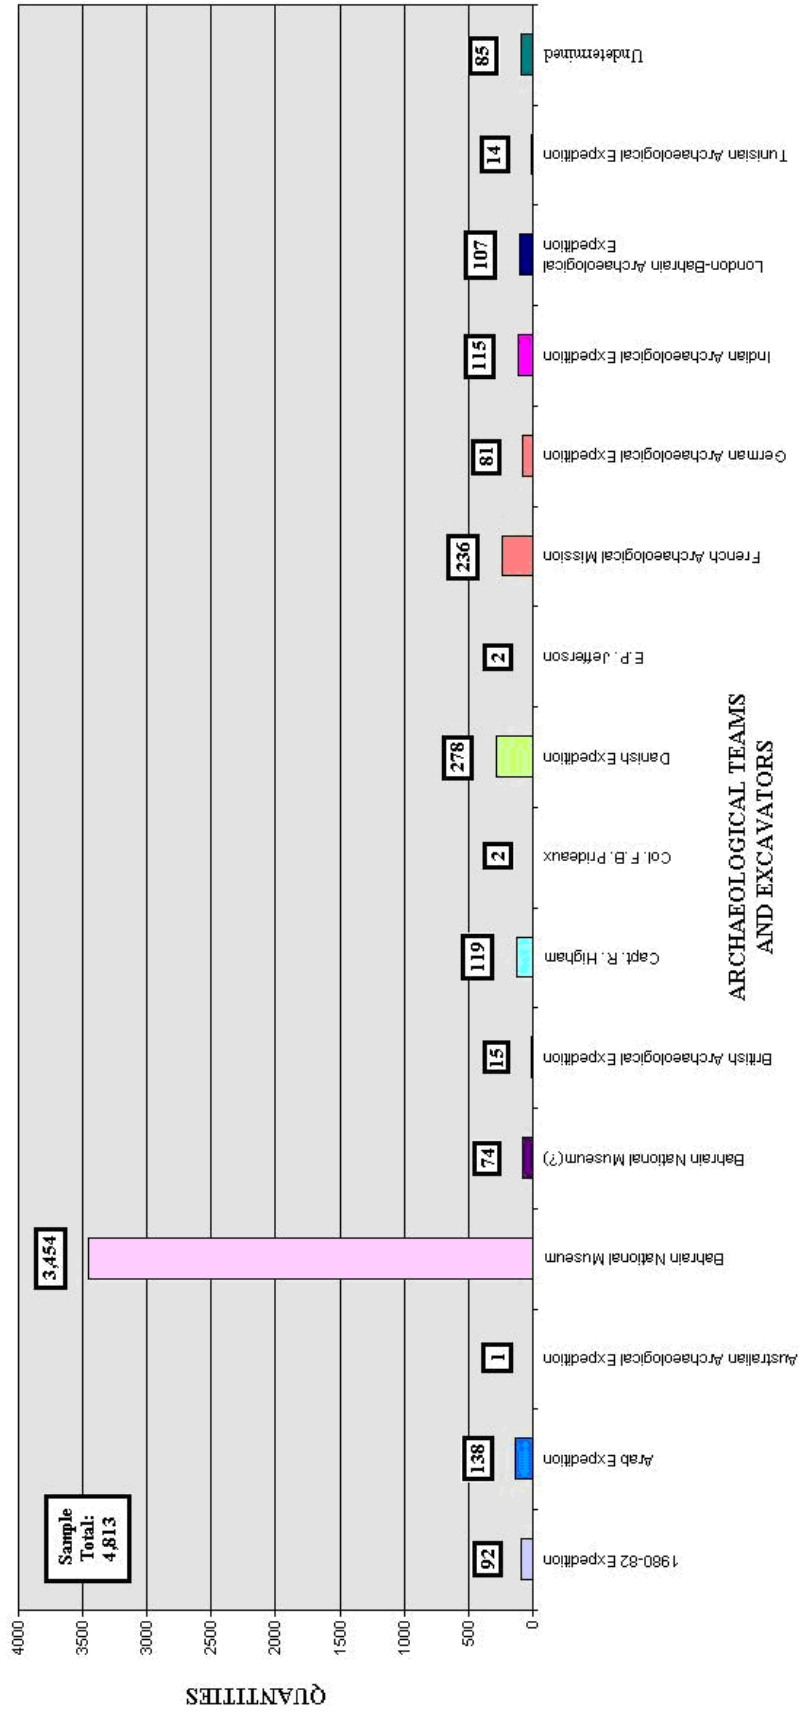 QUANTITIES
4000
3500
3000
2500
2000
1500
1000
500
0
Sample
Total:
4,813
92
138
1
3,454
74
15
119
2
278
2
236
81
115
107
14
85
1980-82 Expedition
Arab Expedition
Australian Archaeological Expedition
Bahrain National Museum
Bahrain National Museum(?)
British Archaeological Expedition
Capt. R. Higham
Col. F.B. Prideaux
Danish Expedition
E.P. Jefferson
French Archaeological Mission
German Archaeological Expedition
Indian Archaeological Expedition
London-Bahrain Archaeological
Expedition
Tunisian Archaeological Expedition
Undetermined
ARCHAEOLOGICAL TEAMS
AND EXCAVATORS